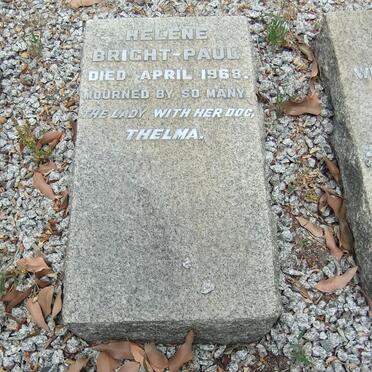 HELENE
BRIGHT-PAUL
DIED APRIL 1968.
MOURNED BY SO MANY.
THE LADY WITH HER DOG,
THELMA.
W